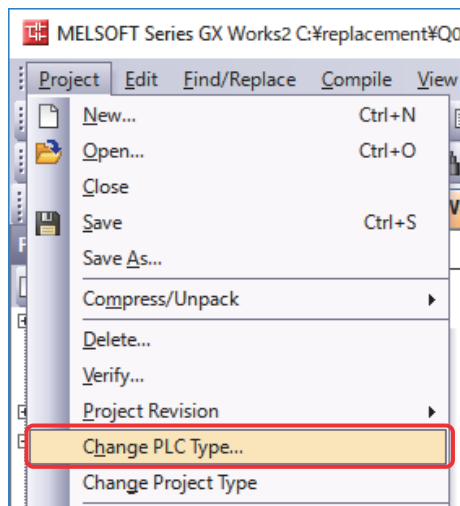 MELSOFT Series GX Works2 C:¥replacement¥Q0
Project Edit Find/Replace Compile View
New... Ctrl+N
Open... Ctrl+O
Close
Save Ctrl+S
Save As...
Compress/Unpack
Delete...
Verify...
Project Revision
Change PLC Type...
Change Project Type